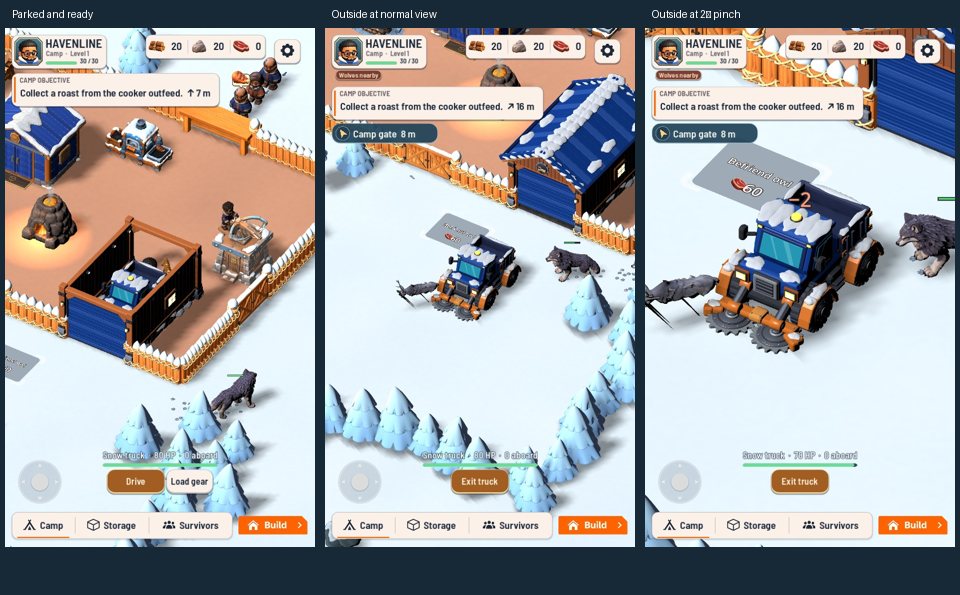 Parked and ready
HAVENLINE
Camp · Level 1
30 / 30
20
20
0
CAMP OBJECTIVE
Collect a roast from the cooker outfeed. ↑ 7 m
Snow truck · 80 HP · 0 aboard
Drive
Load gear
Camp
Storage
Survivors
Build
Outside at normal view
HAVENLINE
Camp · Level 1
30 / 30
20
20
0
Wolves nearby
CAMP OBJECTIVE
Collect a roast from the cooker outfeed. ↗ 16 m
Camp gate 8 m
60
Snow truck · 80 HP · 0 aboard
Exit truck
Camp
Storage
Survivors
Build
Outside at 2▯ pinch
HAVENLINE
Camp · Level 1
30 / 30
20
20
0
Wolves nearby
CAMP OBJECTIVE
Collect a roast from the cooker outfeed. ↗ 16 m
Camp gate 8 m
Befriend owl
60
-2
Snow truck · 78 HP · 0 aboard
Exit truck
Camp
Storage
Survivors
Build